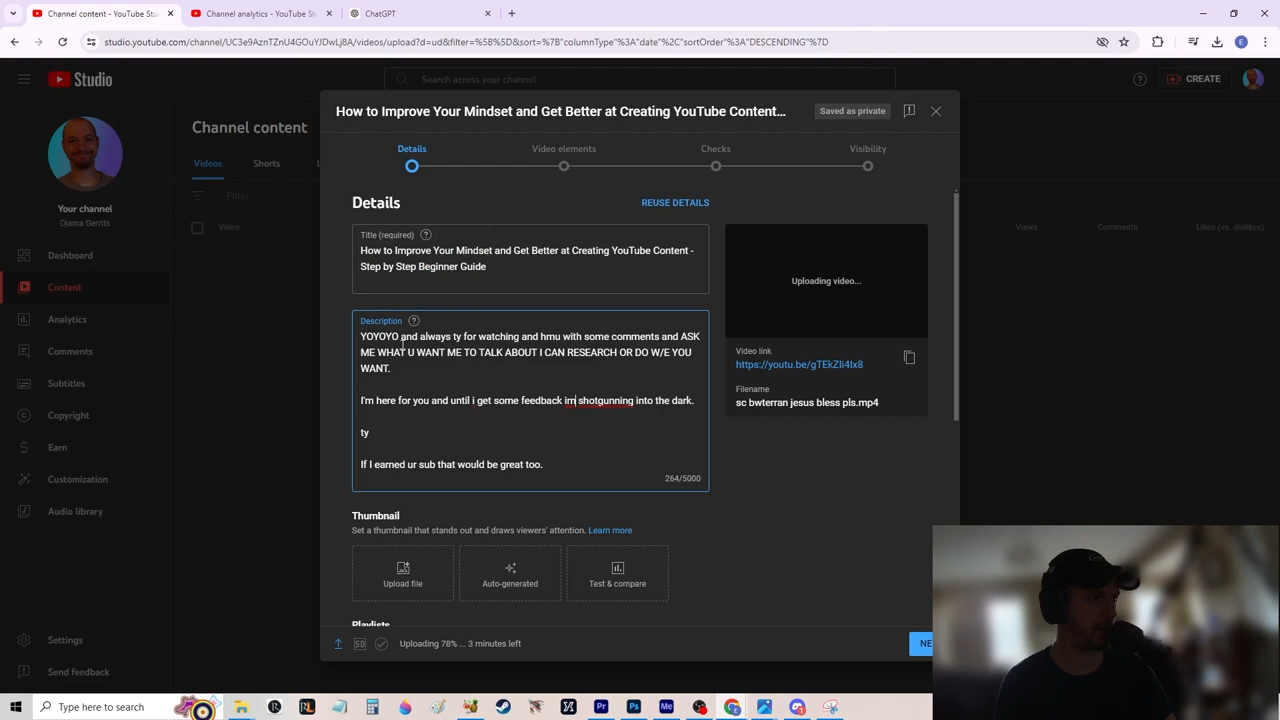 Channel content - YouTube Stu
Channel analytics - YouTube St
ChatGPT
studio.youtube.com/channel/UC3e9AznTZnU4GOuYJDwLj8A/videos/upload?d=ud&filter=%5B%5D&sort=%7B"columnType"%3A"date"%2C"sortOrder"%3A"DESCENDING"%7D
E
Studio
Search across your channel
CREATE
Your channel
Ojama Gerrits
Dashboard
Content
Analytics
Comments
Subtitles
Copyright
Earn
Customization
Audio library
Settings
Send feedback
Channel content
Videos
Shorts
L
Filter
Video
Views
Comments
Likes (vs. dislikes)
How to Improve Your Mindset and Get Better at Creating YouTube Content...
Saved as private
Details
Video elements
Checks
Visibility
Details
REUSE DETAILS
Title (required)
How to Improve Your Mindset and Get Better at Creating YouTube Content -
Step by Step Beginner Guide
Description
YOYOYO and always ty for watching and hmu with some comments and ASK
ME WHAT U WANT ME TO TALK ABOUT I CAN RESEARCH OR DO W/E YOU
WANT.
I'm here for you and until i get some feedback im shotgunning into the dark.
ty
If I earned ur sub that would be great too.
264/5000
Uploading video...
Video link
https://youtu.be/gTEkZIi4Ix8
Filename
sc bwterran jesus bless pls.mp4
Thumbnail
Set a thumbnail that stands out and draws viewers' attention. Learn more
Upload file
Auto-generated
Test & compare
Playlists
SD
Uploading 78% ... 3 minutes left
NE
Type here to search
Pr
Ps
Me